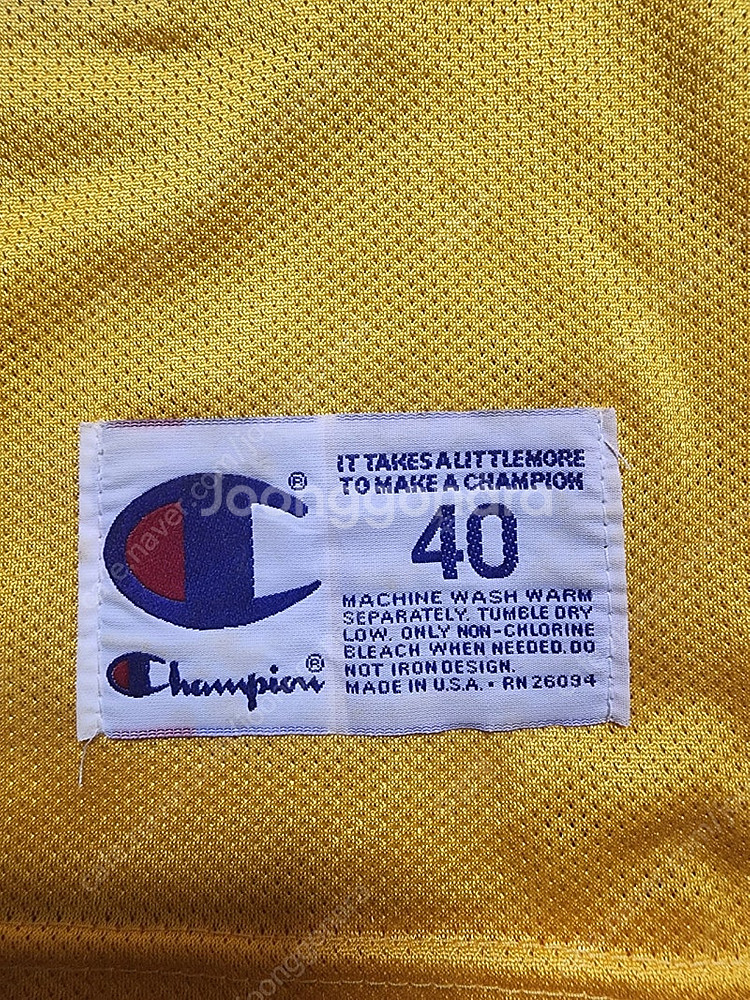 IT TAKES A LITTLE MORE
TO MAKE A CHAMPION
40
MACHINE WASH WARM
SEPARATELY. TUMBLE DRY
LOW. ONLY NON-CHLORINE
BLEACH WHEN NEEDED. DO
NOT IRON DESIGN.
MADE IN U.S.A. • RN 26094
®
Champion®
Joonggonara